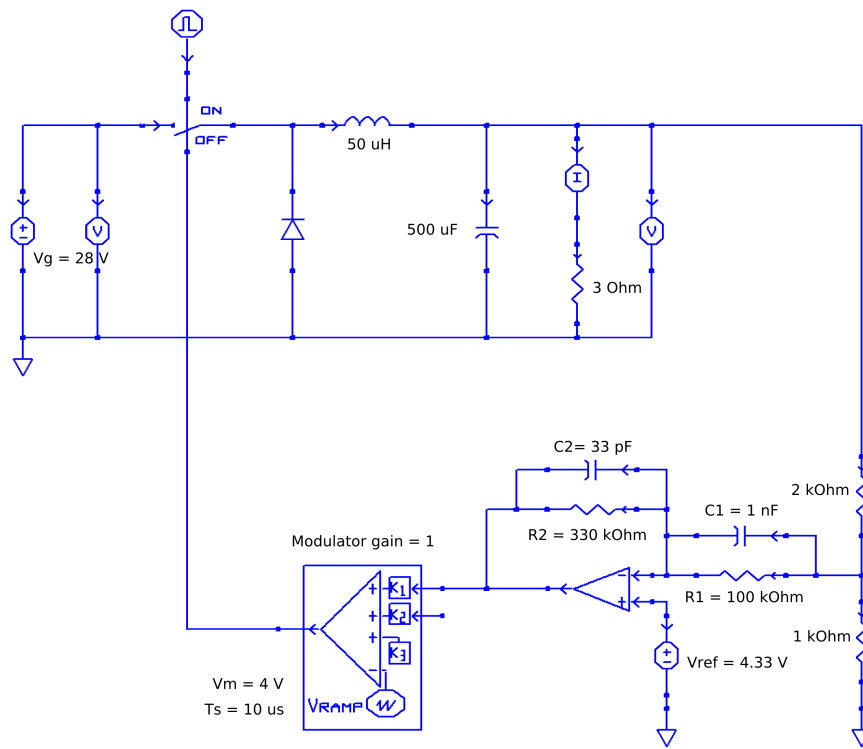 ON
OFF
50 uH
+
-
V
Vg = 28 V
500 uF
I
3 Ohm
V
C2= 33 pF
2 kOhm
R2 = 330 kOhm
C1 = 1 nF
Modulator gain = 1
R1 = 100 kOhm
+ K1
+ K2
+ K3
-
-
+
1 kOhm
+
-
Vref = 4.33 V
Vm = 4 V
Ts = 10 us
VRAMP